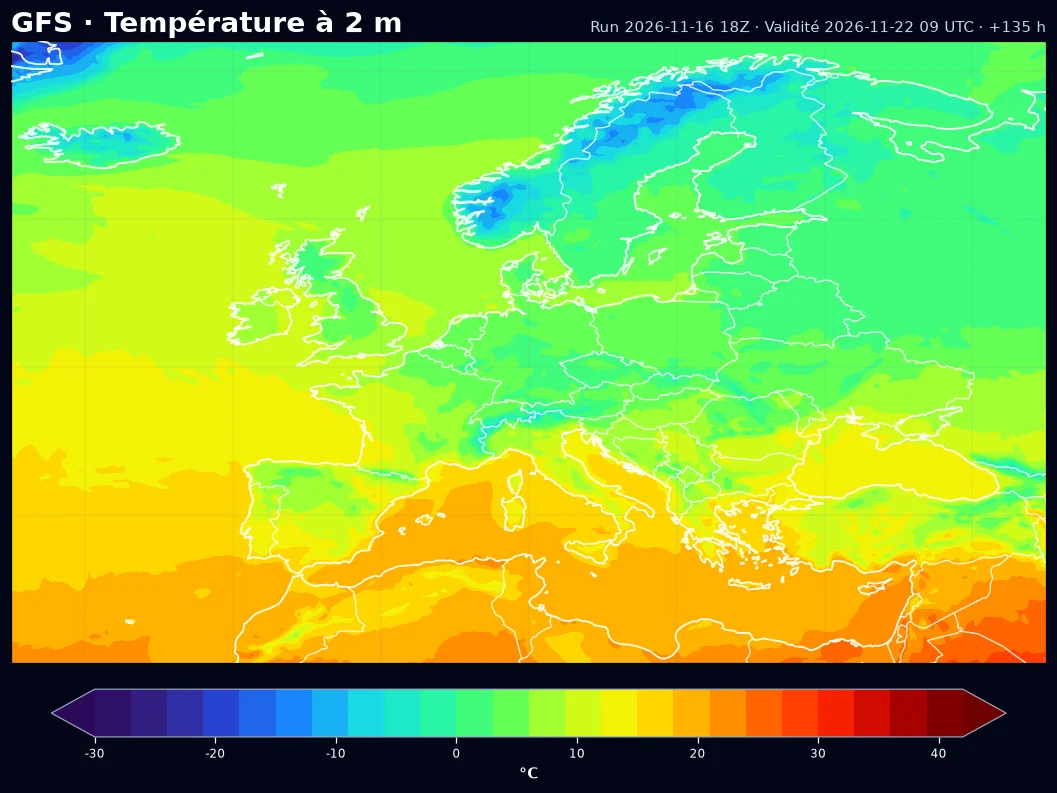 GFS · Température à 2 m
Run 2026-11-16 18Z · Validité 2026-11-22 09 UTC · +135 h
-30 -20 -10 0 10 20 30 40
°C